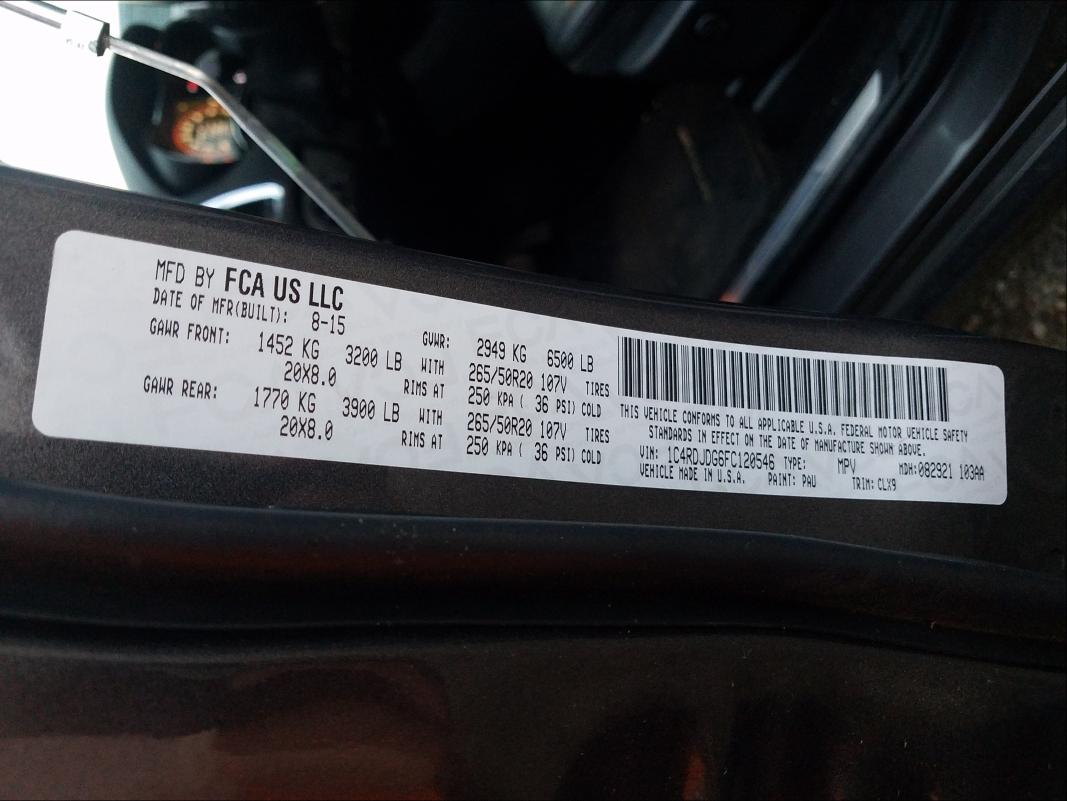 MFD BY FCA US LLC
DATE OF MFR(BUILT): 8-15 GVWR: 2949 KG 6500 LB
GAWR FRONT: 1452 KG 3200 LB WITH 265/50R20 107V TIRES
20X8.0 RIMS AT 250 KPA ( 36 PSI) COLD
GAWR REAR: 1770 KG 3900 LB WITH 265/50R20 107V TIRES
20X8.0 RIMS AT 250 KPA ( 36 PSI) COLD
THIS VEHICLE CONFORMS TO ALL APPLICABLE U.S.A. FEDERAL MOTOR VEHICLE SAFETY
STANDARDS IN EFFECT ON THE DATE OF MANUFACTURE SHOWN ABOVE.
VIN: 1C4RDJDG6FC120546 TYPE: MPV MDH:082921 103AA
VEHICLE MADE IN U.S.A. PAINT: PAU TRIM: CLX9